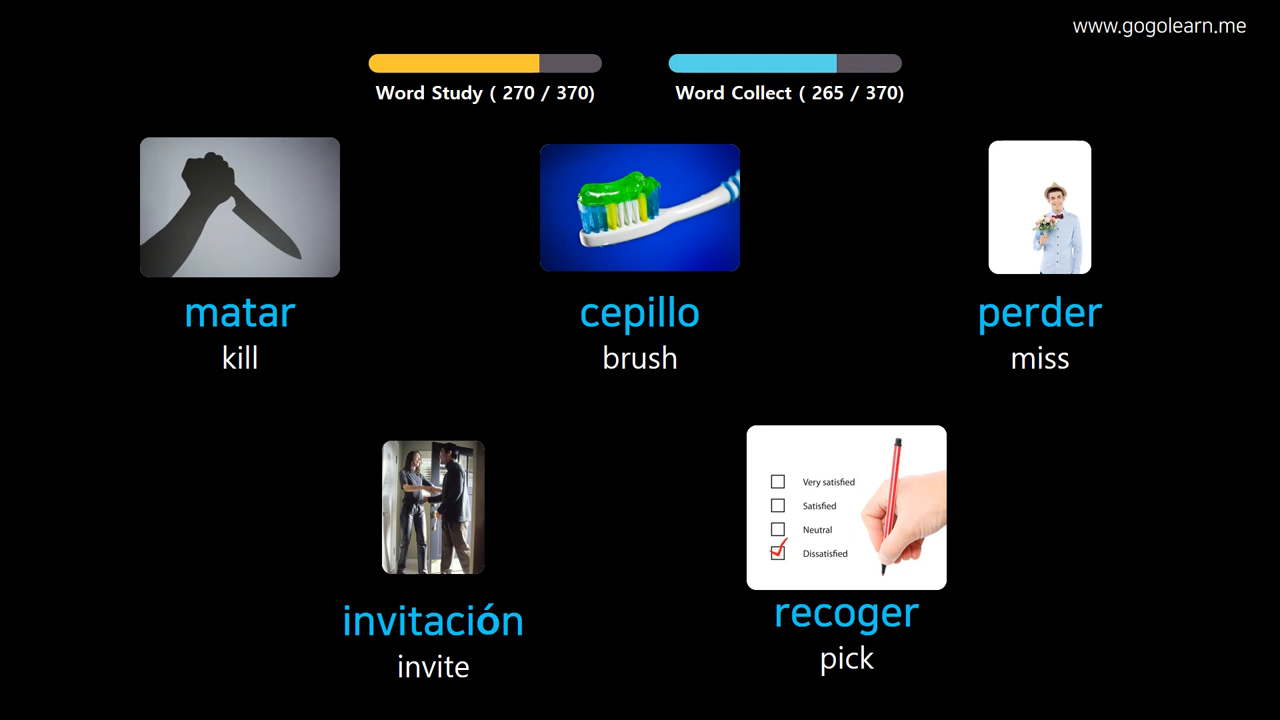 www.gogolearn.me
Word Study ( 270 / 370)
Word Collect ( 265 / 370)
matar
kill
cepillo
brush
perder
miss
invitación
invite
Very satisfied
Satisfied
Neutral
Dissatisfied
recoger
pick